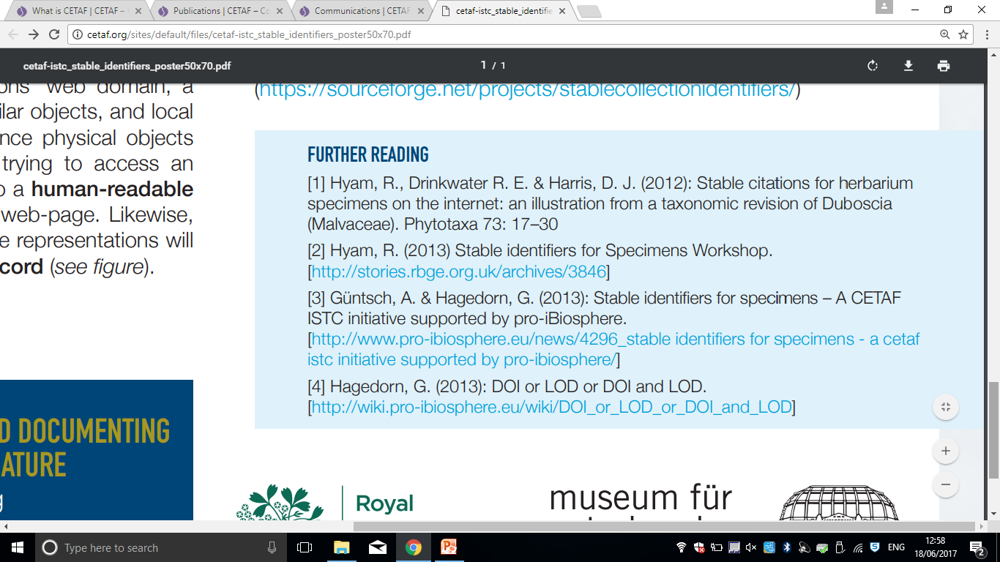 What is CETAF | CETAF –
Publications | CETAF – Co
Communications | CETAF
cetaf-istc_stable_identifie
cetaf.org/sites/default/files/cetaf-istc_stable_identifiers_poster50x70.pdf
cetaf-istc_stable_identifiers_poster50x70.pdf
1 / 1
ons' web domain, a
ilar objects, and local
nce physical objects
trying to access an
o a human-readable
web-page. Likewise,
e representations will
cord (see figure).
D DOCUMENTING
ATURE
g
(https://sourceforge.net/projects/stablecollectionidentifiers/)
FURTHER READING
[1] Hyam, R., Drinkwater R. E. & Harris, D. J. (2012): Stable citations for herbarium
specimens on the internet: an illustration from a taxonomic revision of Duboscia
(Malvaceae). Phytotaxa 73: 17–30
[2] Hyam, R. (2013) Stable identifiers for Specimens Workshop.
[http://stories.rbge.org.uk/archives/3846]
[3] Güntsch, A. & Hagedorn, G. (2013): Stable identifiers for specimens – A CETAF
ISTC initiative supported by pro-iBiosphere.
[http://www.pro-ibiosphere.eu/news/4296_stable identifiers for specimens - a cetaf
istc initiative supported by pro-ibiosphere/]
[4] Hagedorn, G. (2013): DOI or LOD or DOI and LOD.
[http://wiki.pro-ibiosphere.eu/wiki/DOI_or_LOD_or_DOI_and_LOD]
Royal
museum für
Type here to search
ENG
12:58
18/06/2017
2